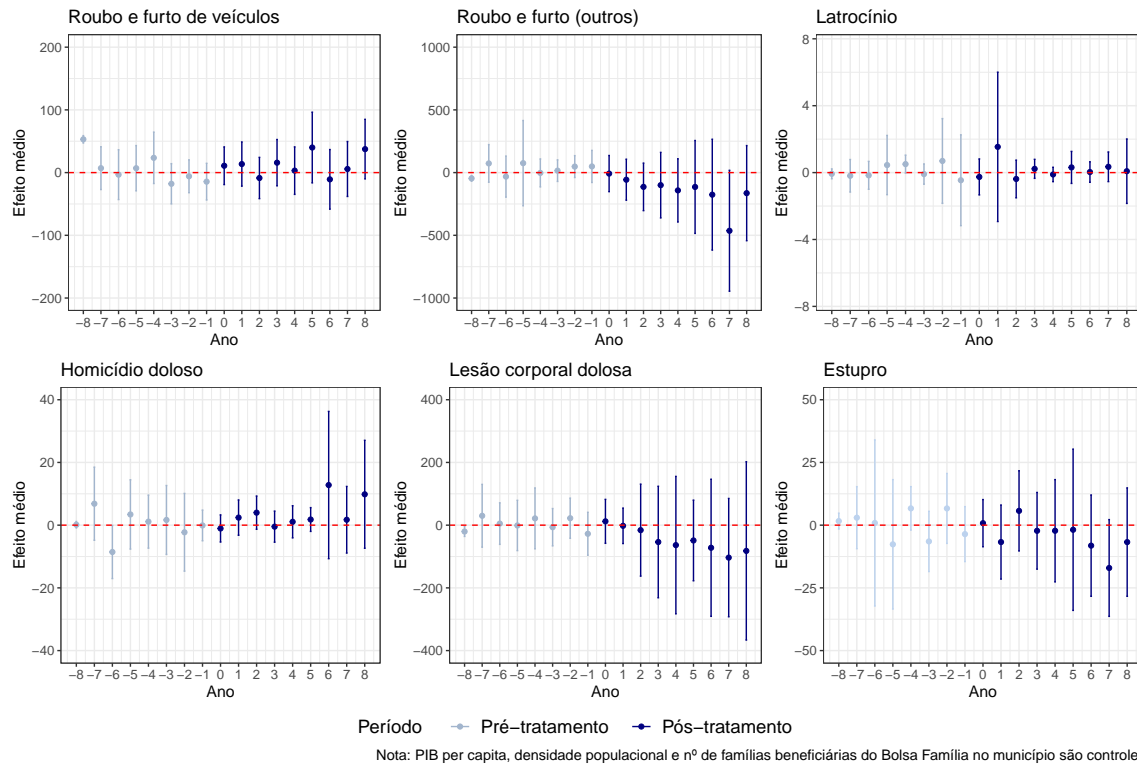 Roubo e furto de veículos
Roubo e furto (outros)
Latrocínio
Efeito médio
200
100
0
−100
−200
−8 −7 −6 −5 −4 −3 −2 −1 0 1 2 3 4 5 6 7 8
Ano
Efeito médio
1000
500
0
−500
−1000
−8 −7 −6 −5 −4 −3 −2 −1 0 1 2 3 4 5 6 7 8
Ano
Efeito médio
8
4
0
−4
−8
−8 −7 −6 −5 −4 −3 −2 −1 0 1 2 3 4 5 6 7 8
Ano
Homicídio doloso
Lesão corporal dolosa
Estupro
Efeito médio
40
20
0
−20
−40
−8 −7 −6 −5 −4 −3 −2 −1 0 1 2 3 4 5 6 7 8
Ano
Efeito médio
400
200
0
−200
−400
−8 −7 −6 −5 −4 −3 −2 −1 0 1 2 3 4 5 6 7 8
Ano
Efeito médio
50
25
0
−25
−50
−8 −7 −6 −5 −4 −3 −2 −1 0 1 2 3 4 5 6 7 8
Ano
Período Pré−tratamento Pós−tratamento
Nota: PIB per capita, densidade populacional e nº de famílias beneficiárias do Bolsa Família no município são controle